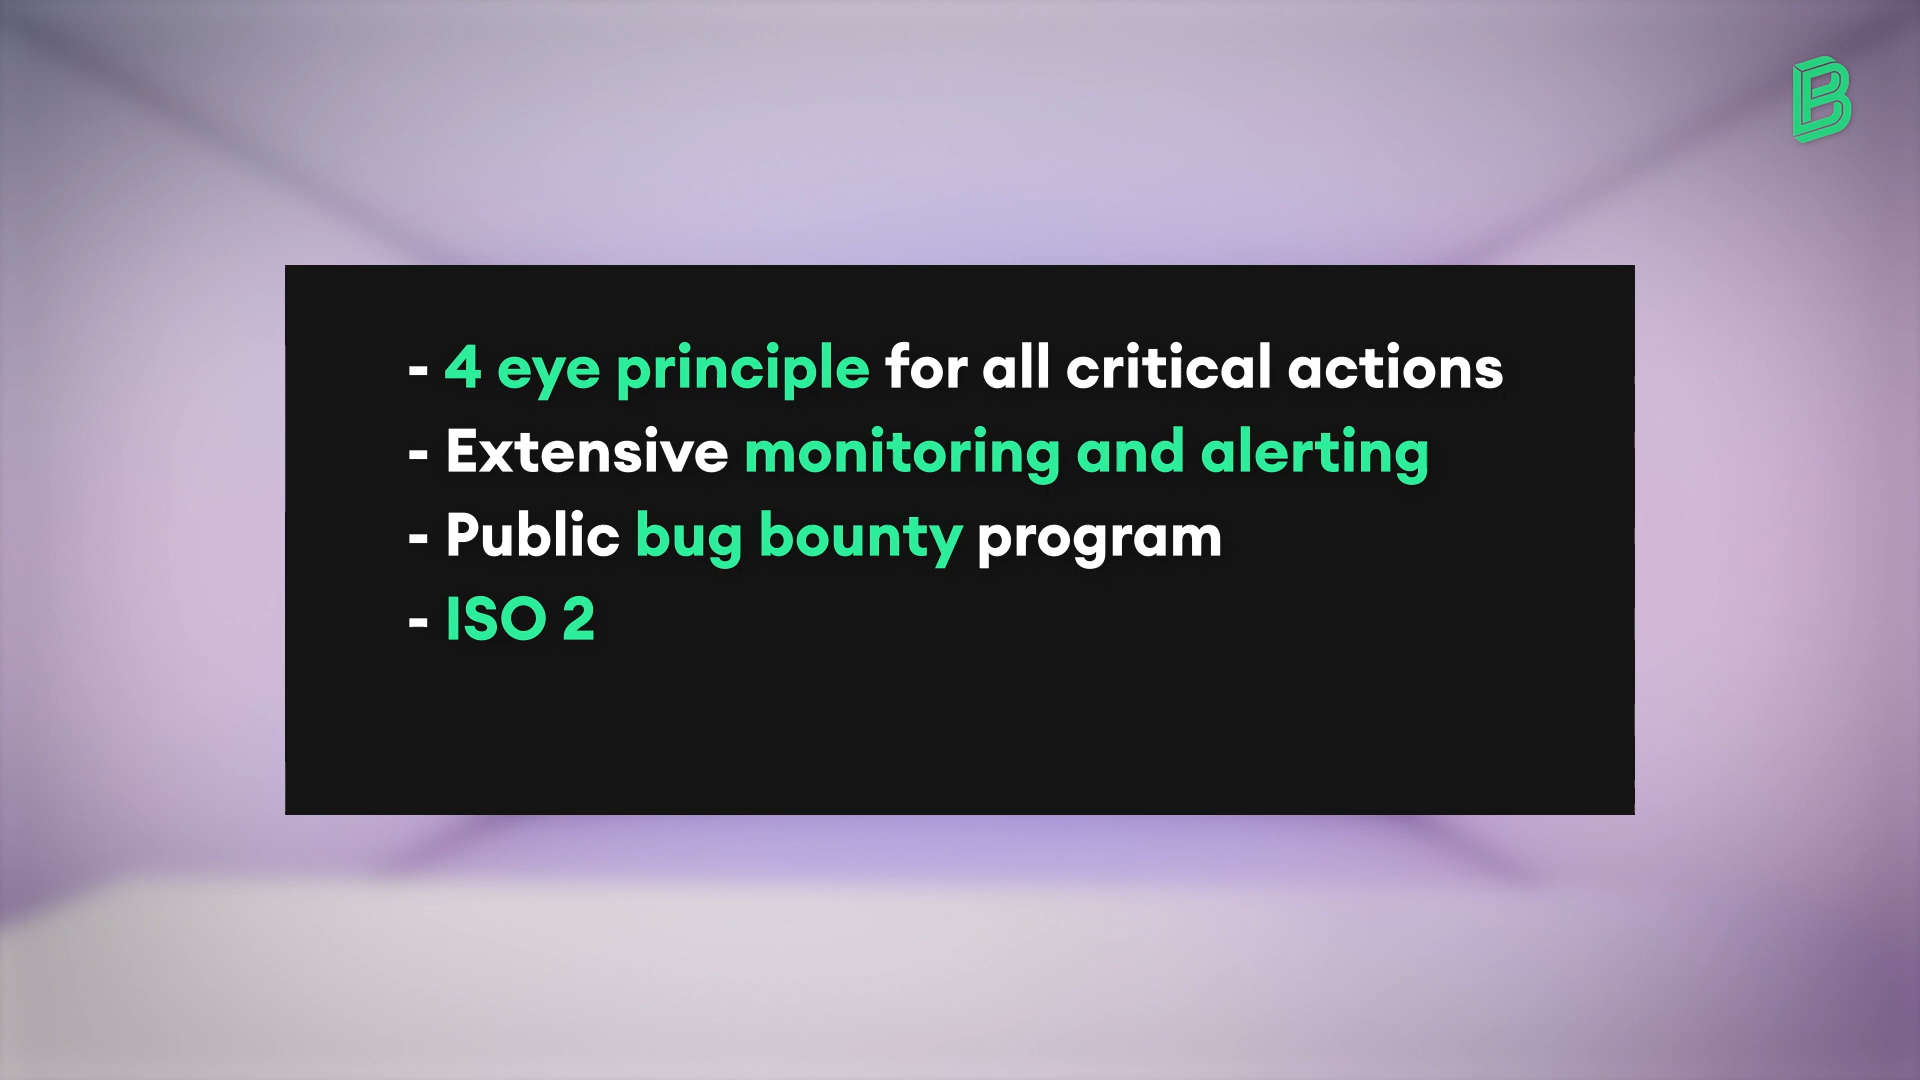 B
- 4 eye principle for all critical actions
- Extensive monitoring and alerting
- Public bug bounty program
- ISO 2